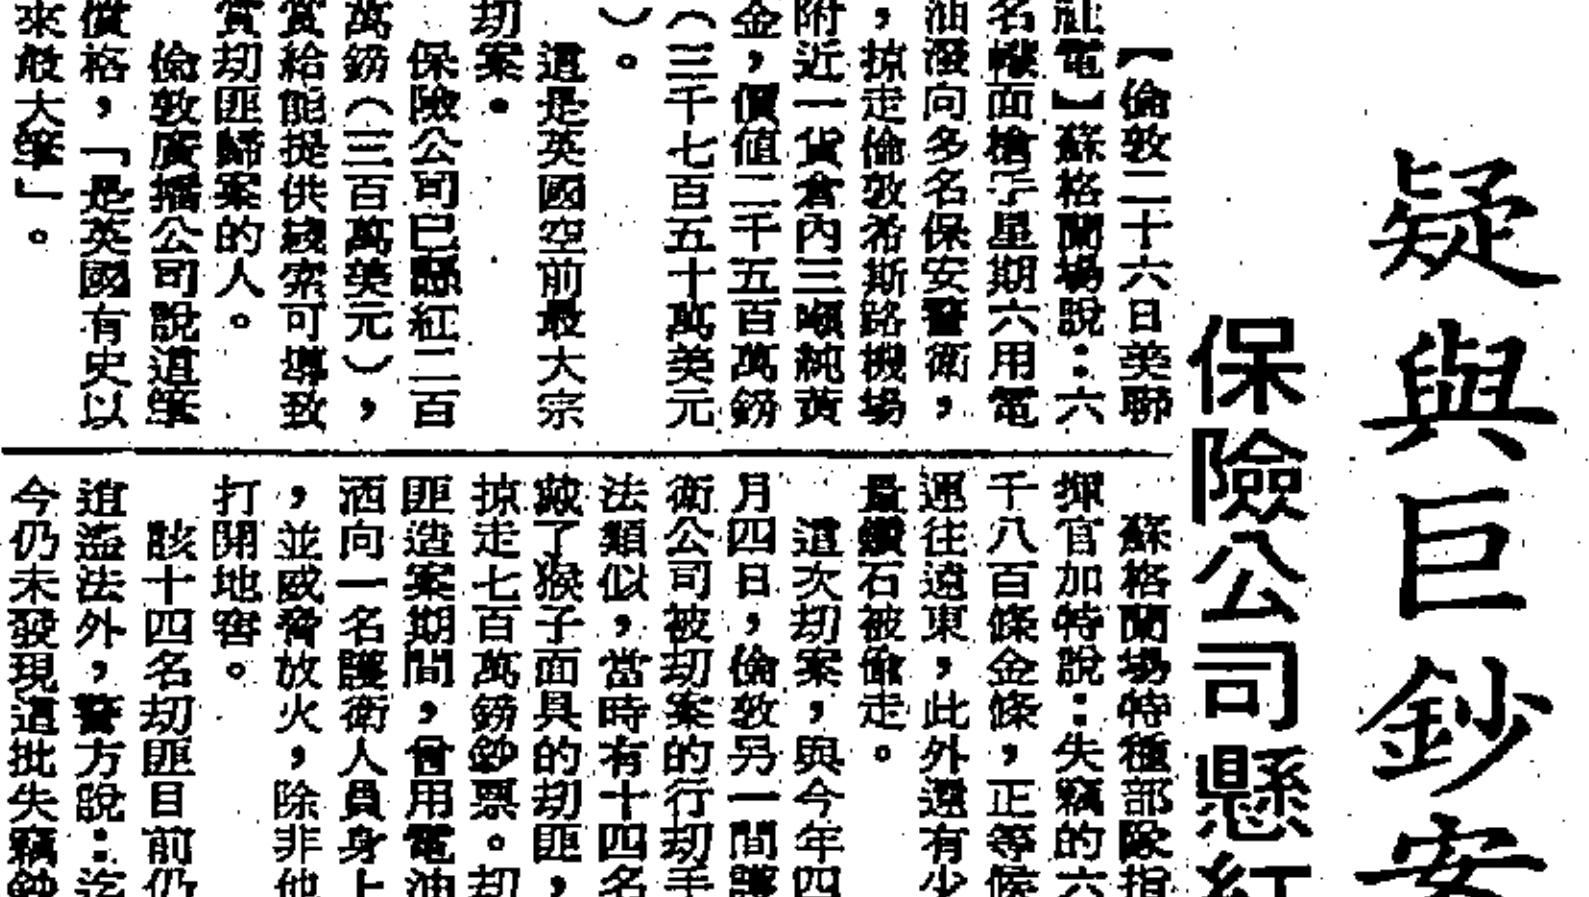 疑與巨鈔案
保險公司懸紅
【倫敦二十六日美聯
社電】蘇格蘭場說：六
名幪面槍手星期六用電
油潑向多名保安警衛，
，掠走倫敦希斯路機場
附近一貨倉內三噸純黃
金，價值二千五百萬鎊
（三千七百五十萬美元
）。
這是英國空前最大宗
刧案。
保險公司已懸紅二百
萬鎊（三百萬美元），
賞給能提供綫索可導致
賞刧匪歸案的人。
倫敦廣播公司說這筆
價格，「是英國有史以
來最大筆」。
蘇格蘭場特種部隊指
揮官加特說：失竊的六
千八百條金條，正等候
運往遠東，此外還有少
量鑽石被偷走。
這次刧案，與今年四
月四日，倫敦另一間護
衛公司被刧案的行刧手
法類似，當時有十四名
戴了猴子面具的刧匪，
掠走七百萬鎊鈔票。刧
匪造案期間，曾用電油
洒向一名護衛人員身上
，並威脅放火，除非他
打開地窖。
該十四名刧匪目前仍
逍遙法外，警方說：迄
今仍未發現這批失竊鈔